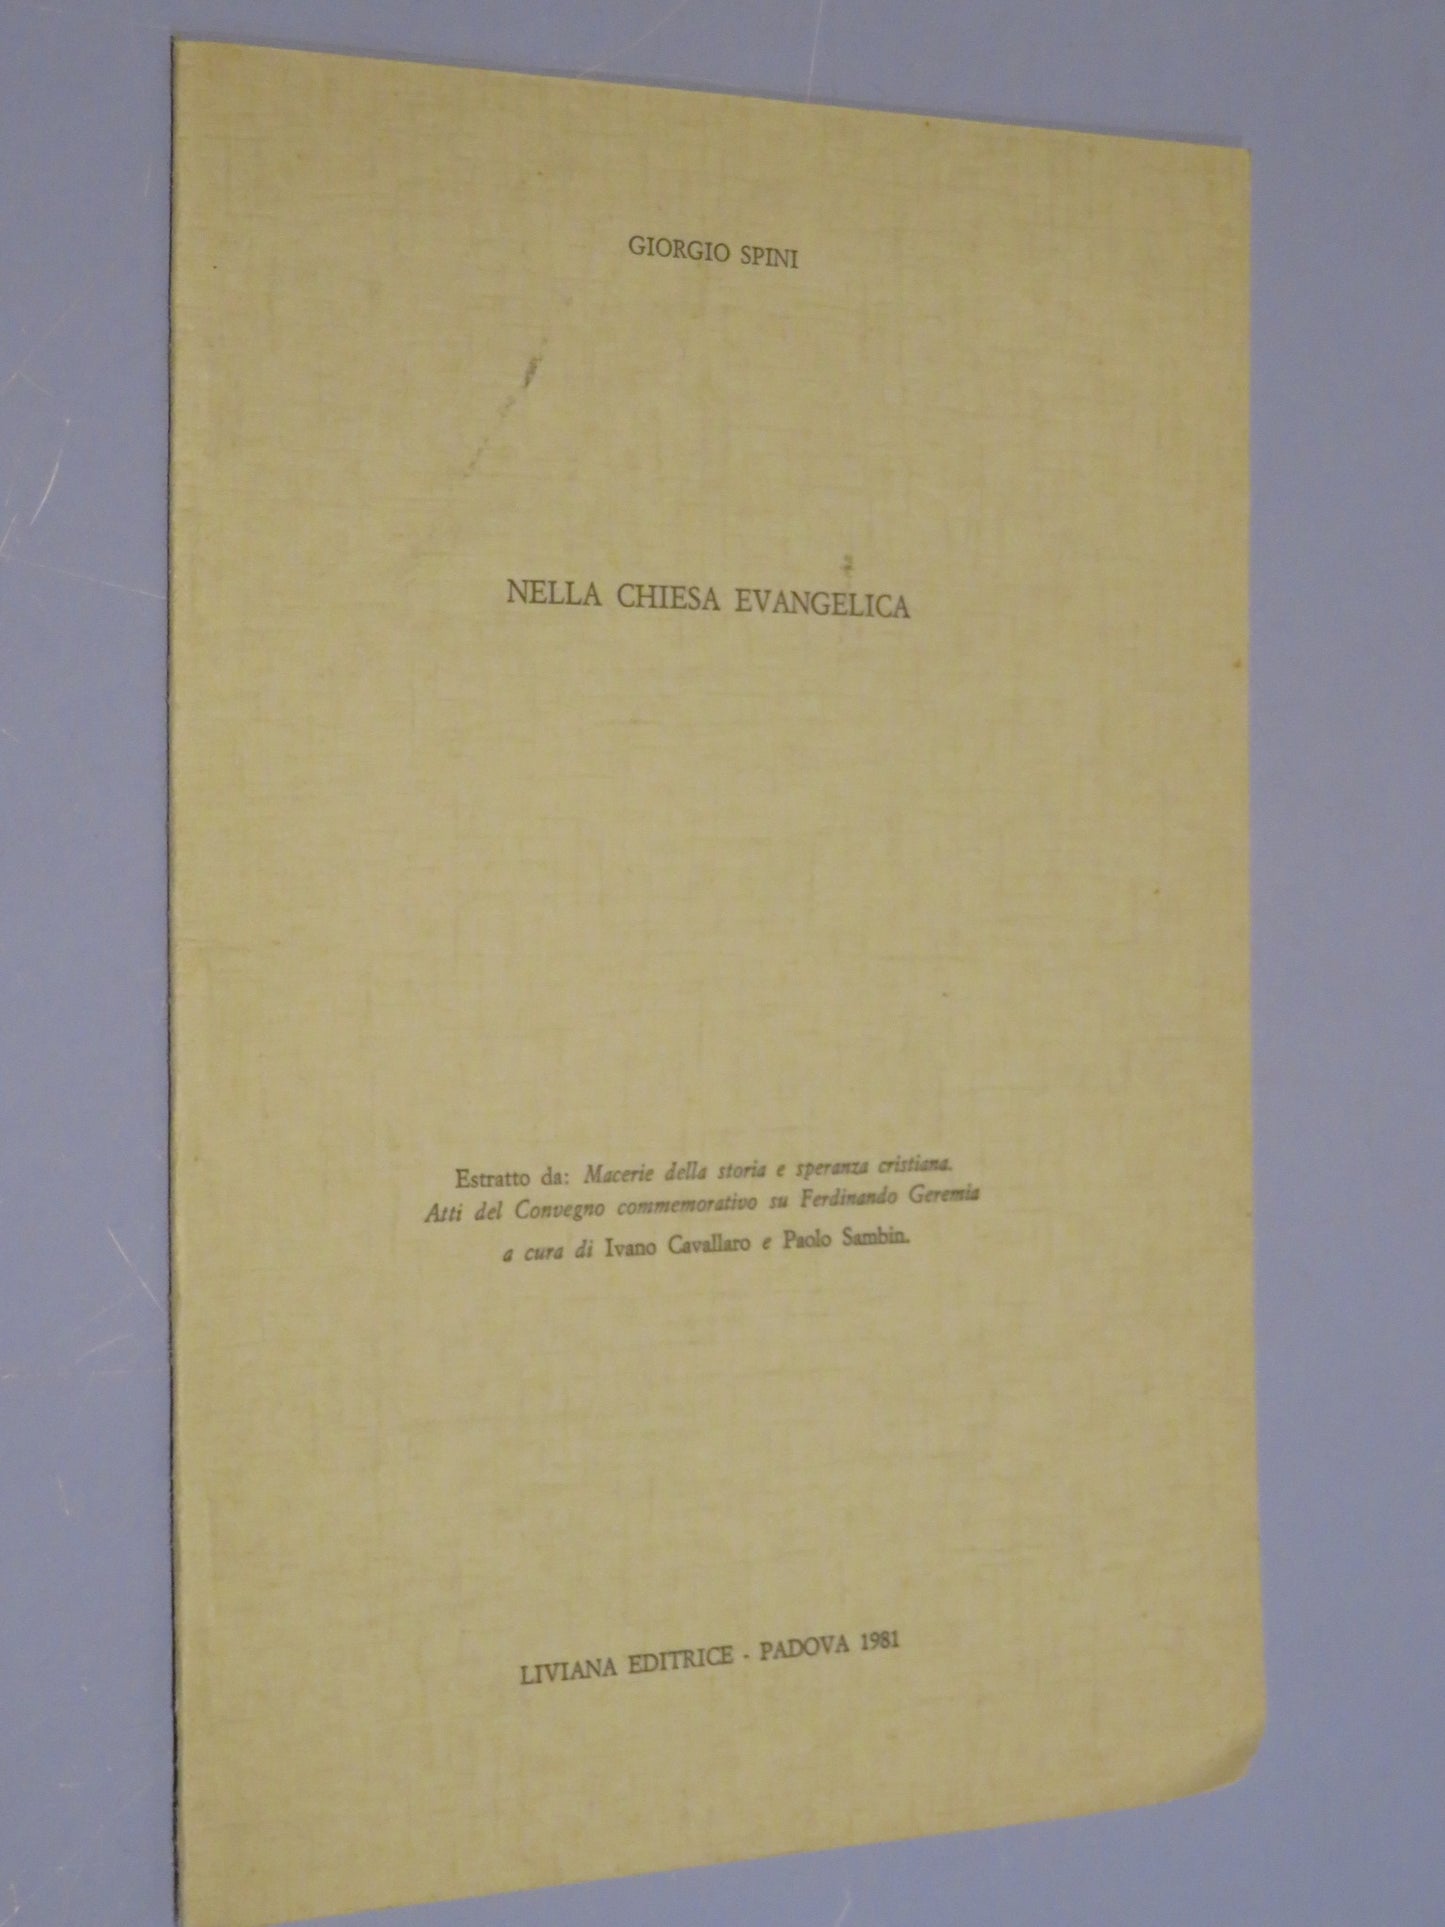 GIORGIO SPINI
NELLA CHIESA EVANGELICA
Estratto da: Macerie della storia e speranza cristiana.
Atti del Convegno commemorativo su Ferdinando Geremia
a cura di Ivano Cavallaro e Paolo Sambin.
LIVIANA EDITRICE - PADOVA 1981